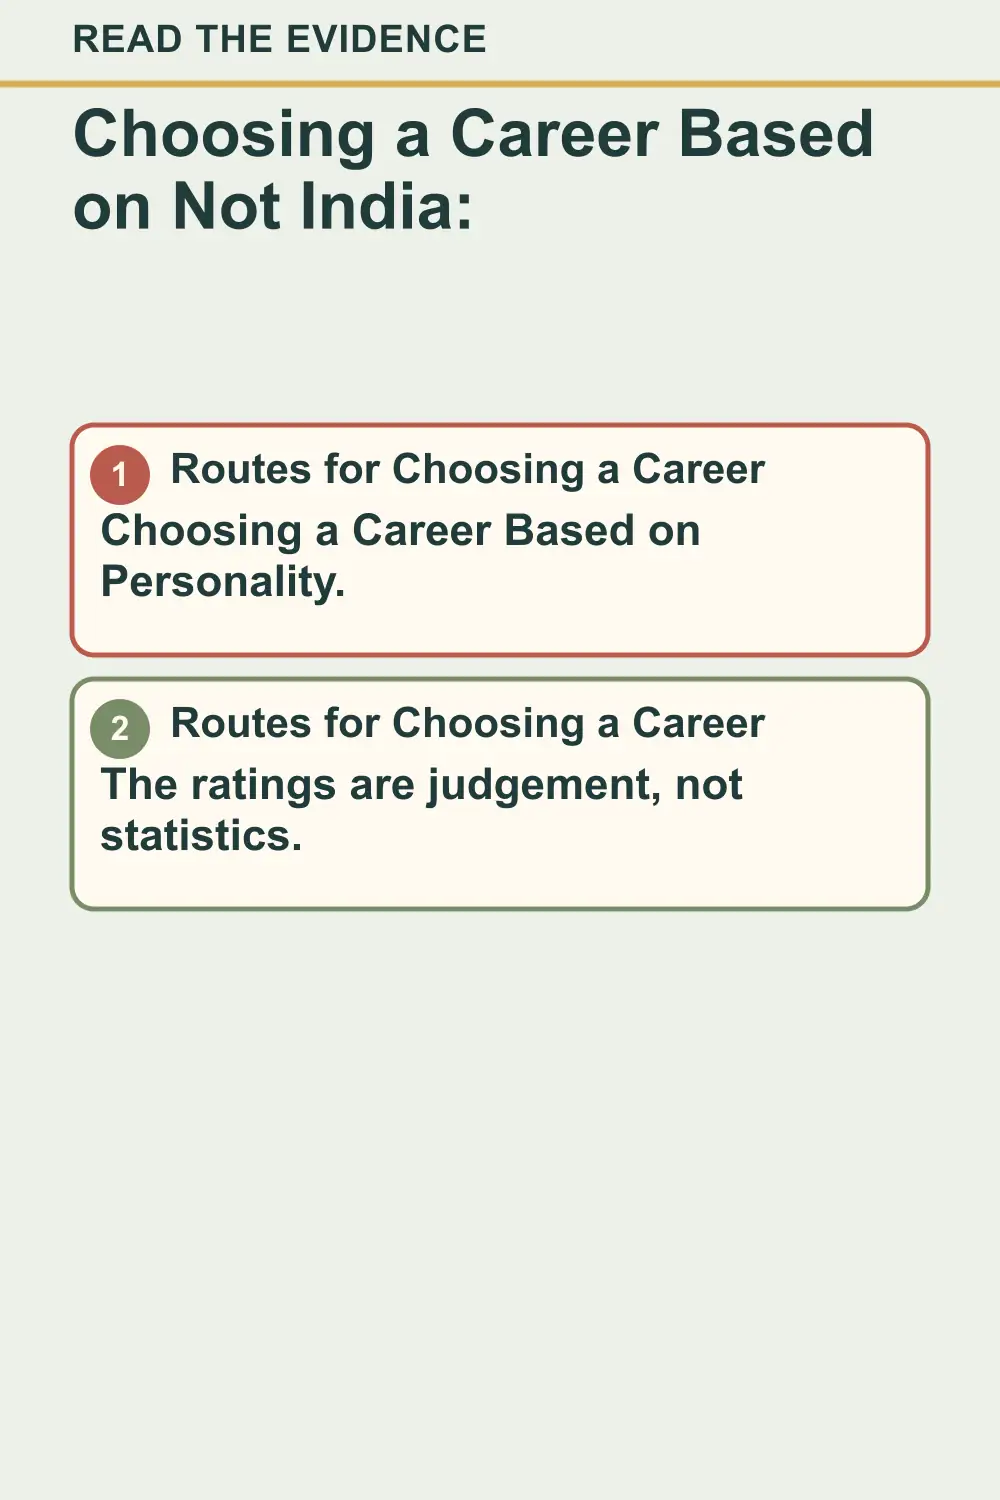 READ THE EVIDENCE
Choosing a Career Based
on Not India:
1 Routes for Choosing a Career
Choosing a Career Based on
Personality.
2 Routes for Choosing a Career
The ratings are judgement, not
statistics.